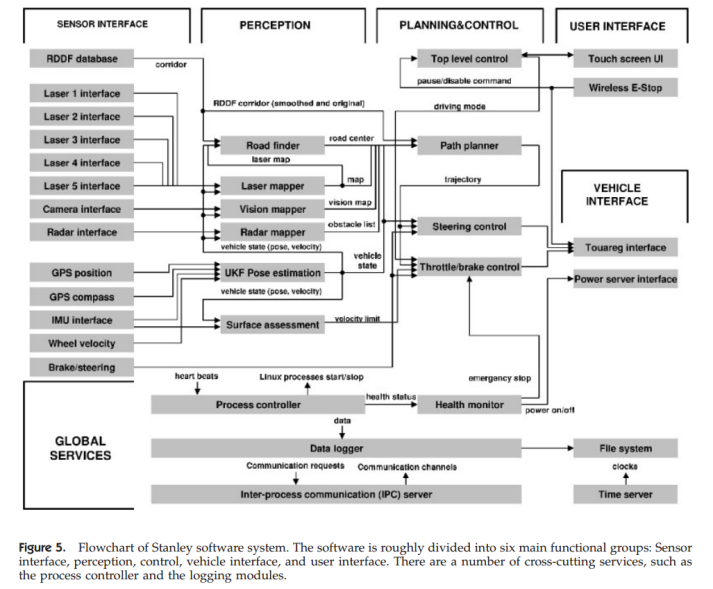 SENSOR INTERFACE
PERCEPTION
PLANNING&CONTROL
USER INTERFACE
RDDF database
corridor
Top level control
Touch screen UI
pause/disable command
Wireless E-Stop
Laser 1 interface
RDDF corridor (smoothed and original)
driving mode
Laser 2 interface
Laser 3 interface
Road finder
road center
Path planner
Laser 4 interface
laser map
Laser 5 interface
Laser mapper
map
trajectory
VEHICLE
INTERFACE
Camera interface
Vision mapper
vision map
Radar interface
Radar mapper
obstacle list
Steering control
vehicle state (pose, velocity)
vehicle
state
Touareg interface
GPS position
UKF Pose estimation
Throttle/brake control
Power server interface
GPS compass
vehicle state (pose, velocity)
IMU interface
Surface assessment
velocity limit
Wheel velocity
Brake/steering
heart beats
Linux processes start/stop
emergency stop
health status
Process controller
Health monitor
power on/off
GLOBAL
SERVICES
data
Data logger
File system
Communication requests
Communication channels
clocks
Inter-process communication (IPC) server
Time server
Figure 5. Flowchart of Stanley software system. The software is roughly divided into six main functional groups: Sensor
interface, perception, control, vehicle interface, and user interface. There are a number of cross-cutting services, such as
the process controller and the logging modules.